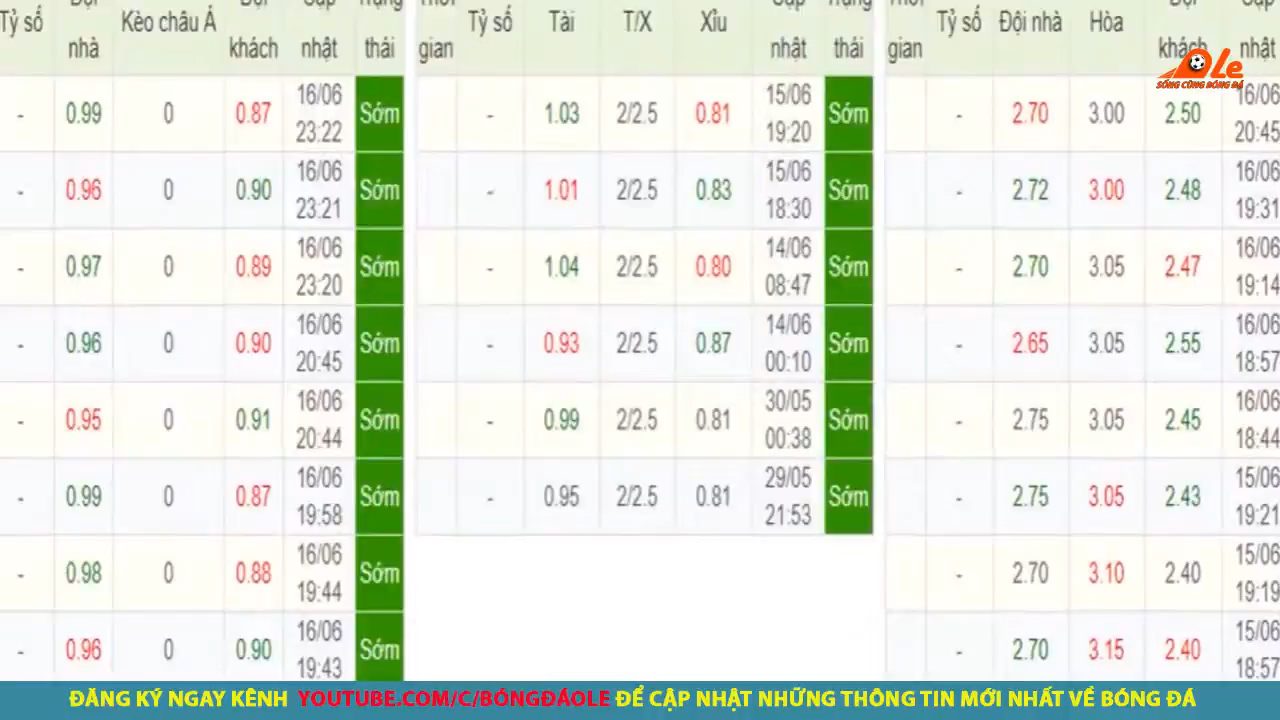 Tỷ số nhà Kèo châu Á khách nhật thái
- 0.99 0 0.87 16/06 23:22 Sớm
- 0.96 0 0.90 16/06 23:21 Sớm
- 0.97 0 0.89 16/06 23:20 Sớm
- 0.96 0 0.90 16/06 20:45 Sớm
- 0.95 0 0.91 16/06 20:44 Sớm
- 0.99 0 0.87 16/06 19:58 Sớm
- 0.98 0 0.88 16/06 19:44 Sớm
- 0.96 0 0.90 16/06 19:43 Sớm
gian Tỷ số Tài T/X Xỉu nhật thái
- 1.03 2/2.5 0.81 15/06 19:20 Sớm
- 1.01 2/2.5 0.83 15/06 18:30 Sớm
- 1.04 2/2.5 0.80 14/06 08:47 Sớm
- 0.93 2/2.5 0.87 14/06 00:10 Sớm
- 0.99 2/2.5 0.81 30/05 00:38 Sớm
- 0.95 2/2.5 0.81 29/05 21:53 Sớm
gian Tỷ số Đội nhà Hòa khách nhật
- 2.70 3.00 2.50 16/06 20:45
- 2.72 3.00 2.48 16/06 19:31
- 2.70 3.05 2.47 16/06 19:14
- 2.65 3.05 2.55 16/06 18:57
- 2.75 3.05 2.45 16/06 18:44
- 2.75 3.05 2.43 15/06 19:21
- 2.70 3.10 2.40 15/06 19:19
- 2.70 3.15 2.40 15/06 18:57
Ole
SỐNG CÙNG BÓNG ĐÁ
ĐĂNG KÝ NGAY KÊNH YOUTUBE.COM/C/BÓNGĐÁOLE ĐỂ CẬP NHẬT NHỮNG THÔNG TIN MỚI NHẤT VỀ BÓNG ĐÁ